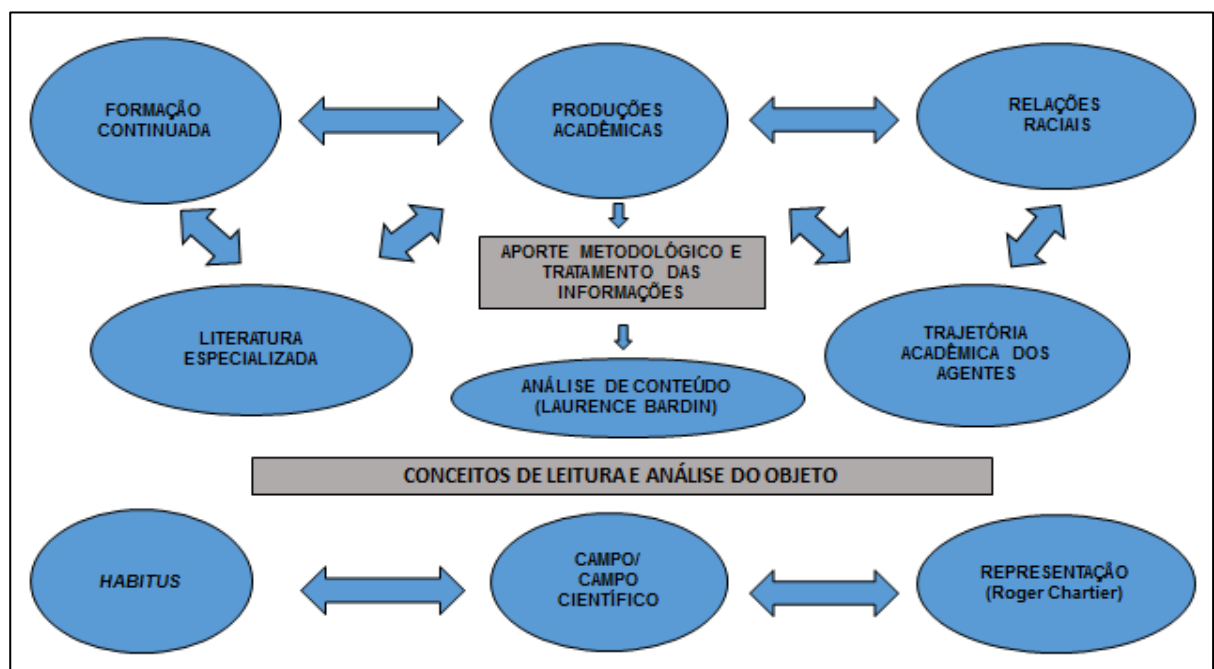 FORMAÇÃO
CONTINUADA
PRODUÇÕES
ACADÊMICAS
RELAÇÕES
RACIAIS
APORTE METODOLÓGICO E
TRATAMENTO DAS
INFORMAÇÕES
LITERATURA
ESPECIALIZADA
TRAJETÓRIA
ACADÊMICA DOS
AGENTES
ANÁLISE DE CONTEÚDO
(LAURENCE BARDIN)
CONCEITOS DE LEITURA E ANÁLISE DO OBJETO
HABITUS
CAMPO/
CAMPO
CIENTÍFICO
REPRESENTAÇÃO
(Roger Chartier)